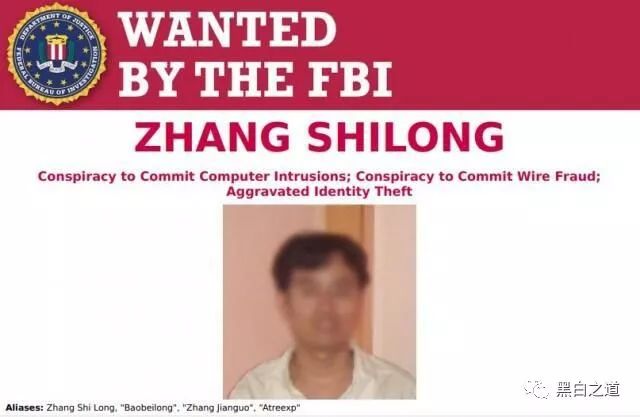 WANTED
BY THE FBI
ZHANG SHILONG
Conspiracy to Commit Computer Intrusions; Conspiracy to Commit Wire Fraud;
Aggravated Identity Theft
Aliases: Zhang Shi Long, "Baobeilong", "Zhang Jianguo", "Atreexp"
黑白之道
DEPARTMENT OF JUSTICE
FEDERAL BUREAU OF INVESTIGATION